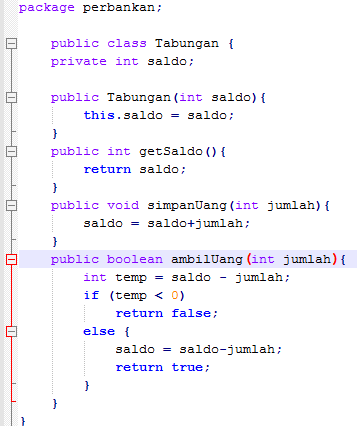 package perbankan;
public class Tabungan {
private int saldo;
public Tabungan(int saldo){
this.saldo = saldo;
}
public int getSaldo(){
return saldo;
}
public void simpanUang(int jumlah){
saldo = saldo+jumlah;
}
public boolean ambilUang(int jumlah){
int temp = saldo - jumlah;
if (temp < 0)
return false;
else {
saldo = saldo-jumlah;
return true;
}
}
}